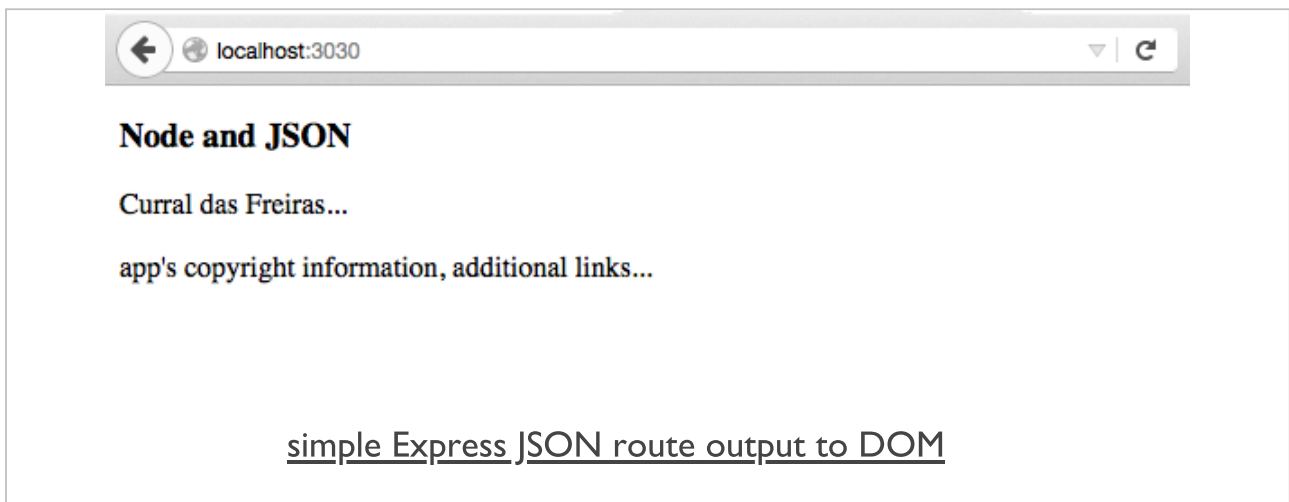 localhost:3030
Node and JSON
Curral das Freiras...
app's copyright information, additional links...
simple Express JSON route output to DOM